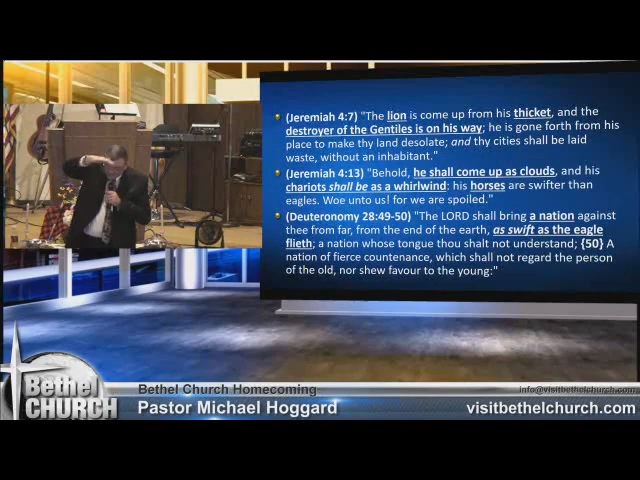 (Jeremiah 4:7) "The lion is come up from his thicket, and the
destroyer of the Gentiles is on his way; he is gone forth from his
place to make thy land desolate; and thy cities shall be laid
waste, without an inhabitant."
(Jeremiah 4:13) "Behold, he shall come up as clouds, and his
chariots shall be as a whirlwind: his horses are swifter than
eagles. Woe unto us! for we are spoiled."
(Deuteronomy 28:49-50) "The LORD shall bring a nation against
thee from far, from the end of the earth, as swift as the eagle
flieth; a nation whose tongue thou shalt not understand; {50} A
nation of fierce countenance, which shall not regard the person
of the old, nor shew favour to the young:"
Bethel
CHURCH
Bethel Church Homecoming
Pastor Michael Hoggard
info@visitbethelchurch.com
visitbethelchurch.com